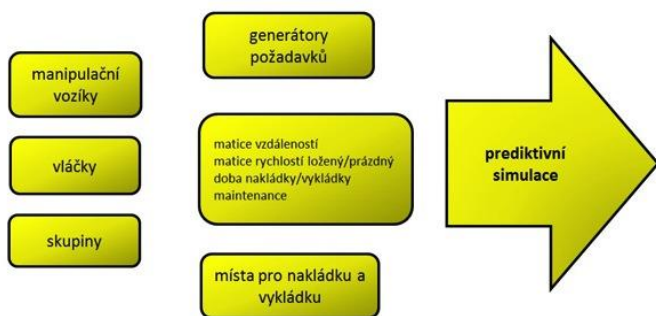 manipulační
vozíky
vláčky
skupiny
generátory
požadavků
matice vzdáleností
matice rychlostí ložený/prázdný
doba nakládky/vykládky
maintenance
místa pro nakládku a
vykládku
prediktivní
simulace